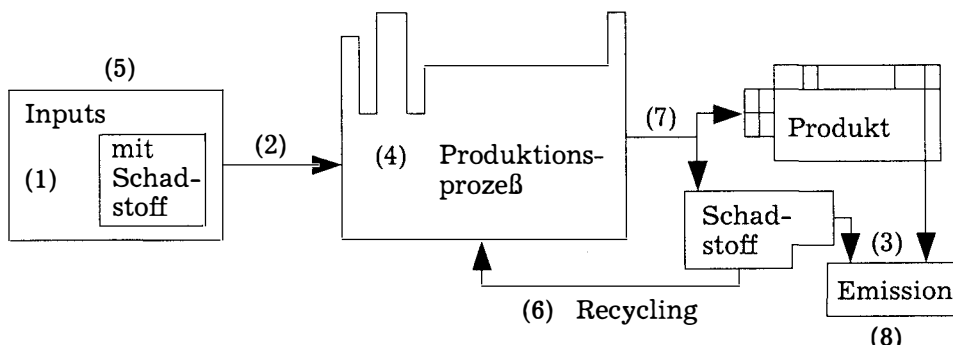 (5)
Inputs
(1)
mit
Schad-
stoff
(2)
(4)
Produktions-
prozeß
(7)
Produkt
Schad-
stoff
(3)
Emission
(8)
(6) Recycling